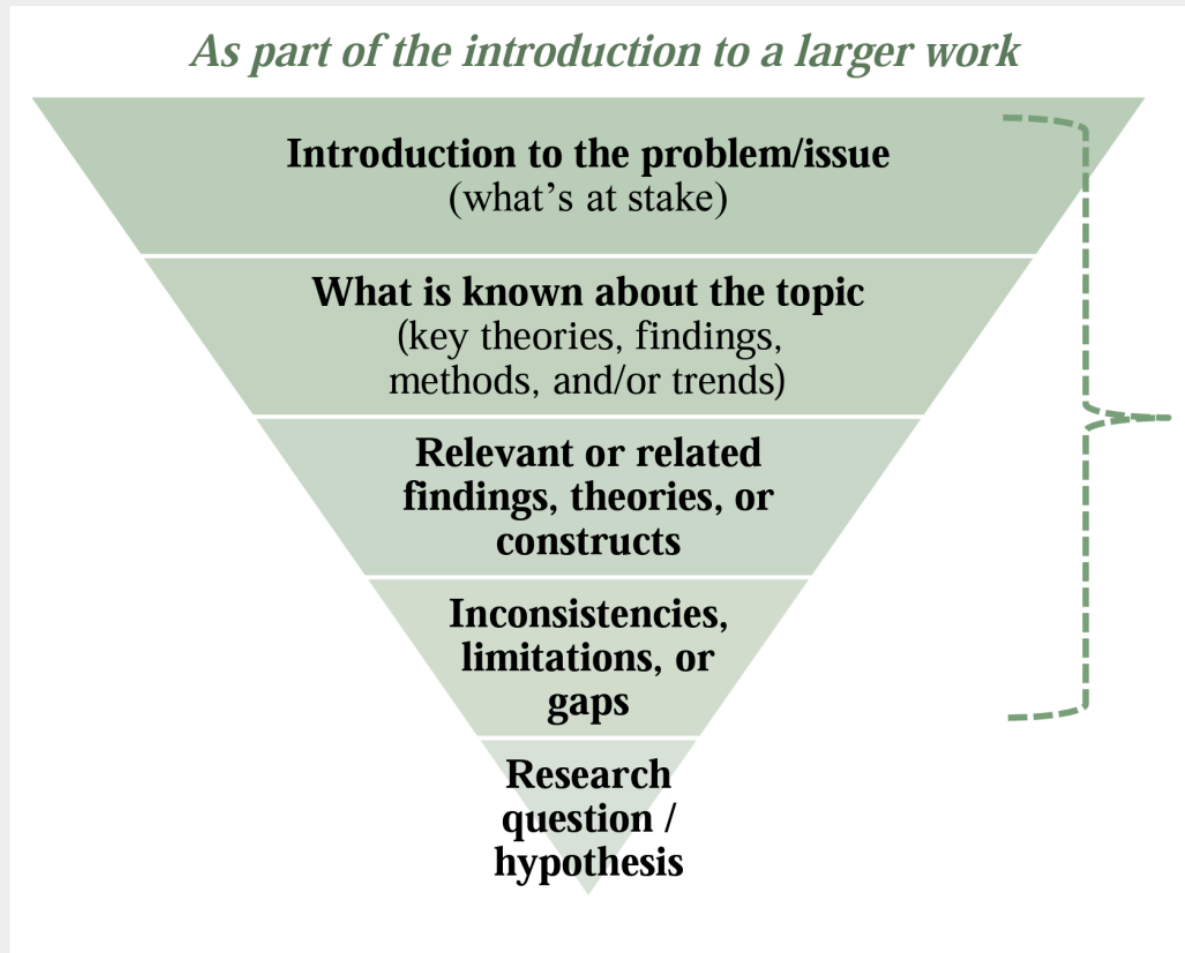 As part of the introduction to a larger work
Introduction to the problem/issue
(what’s at stake)
What is known about the topic
(key theories, findings,
methods, and/or trends)
Relevant or related
findings, theories, or
constructs
Inconsistencies,
limitations, or
gaps
Research
question /
hypothesis